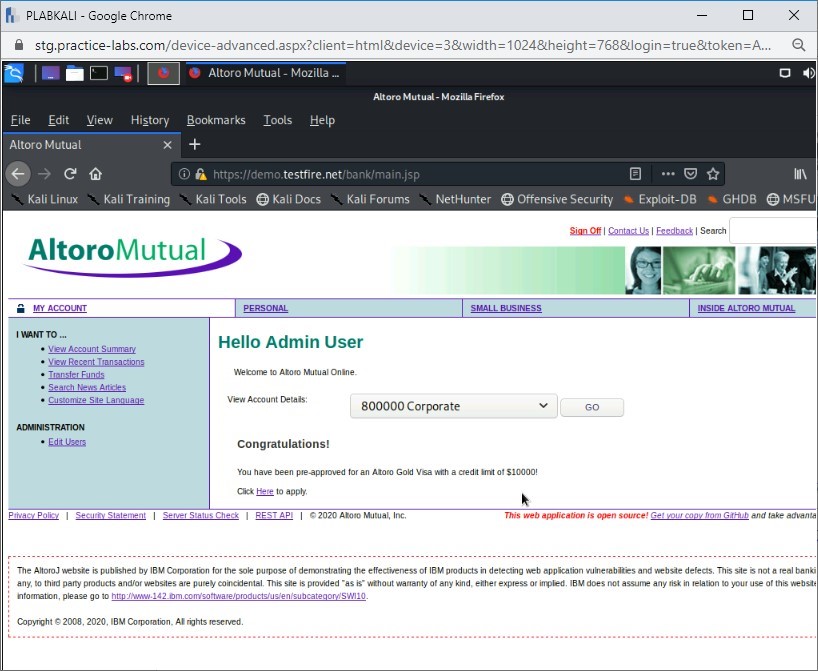 PLABKALI - Google Chrome
stg.practice-labs.com/device-advanced.aspx?client=html&device=3&width=1024&height=768&login=true&token=A...
Altoro Mutual - Mozilla ...
Altoro Mutual - Mozilla Firefox
File Edit View History Bookmarks Tools Help
Altoro Mutual
https://demo.testfire.net/bank/main.jsp
Kali Linux Kali Training Kali Tools Kali Docs Kali Forums NetHunter Offensive Security Exploit-DB GHDB MSFU
Sign Off | Contact Us | Feedback | Search
AltoroMutual
MY ACCOUNT PERSONAL SMALL BUSINESS INSIDE ALTORO MUTUAL
I WANT TO ...
• View Account Summary
• View Recent Transactions
• Transfer Funds
• Search News Articles
• Customize Site Language
ADMINISTRATION
• Edit Users
Hello Admin User
Welcome to Altoro Mutual Online.
View Account Details: 800000 Corporate GO
Congratulations!
You have been pre-approved for an Altoro Gold Visa with a credit limit of $10000!
Click Here to apply.
Privacy Policy | Security Statement | Server Status Check | REST API | © 2020 Altoro Mutual, Inc. This web application is open source! Get your copy from GitHub and take advanta
The AltoroJ website is published by IBM Corporation for the sole purpose of demonstrating the effectiveness of IBM products in detecting web application vulnerabilities and website defects. This site is not a real banki
any, to third party products and/or websites are purely coincidental. This site is provided "as is" without warranty of any kind, either express or implied. IBM does not assume any risk in relation to your use of this website
information, please go to http://www-142.ibm.com/software/products/us/en/subcategory/SWI10.
Copyright © 2008, 2020, IBM Corporation, All rights reserved.